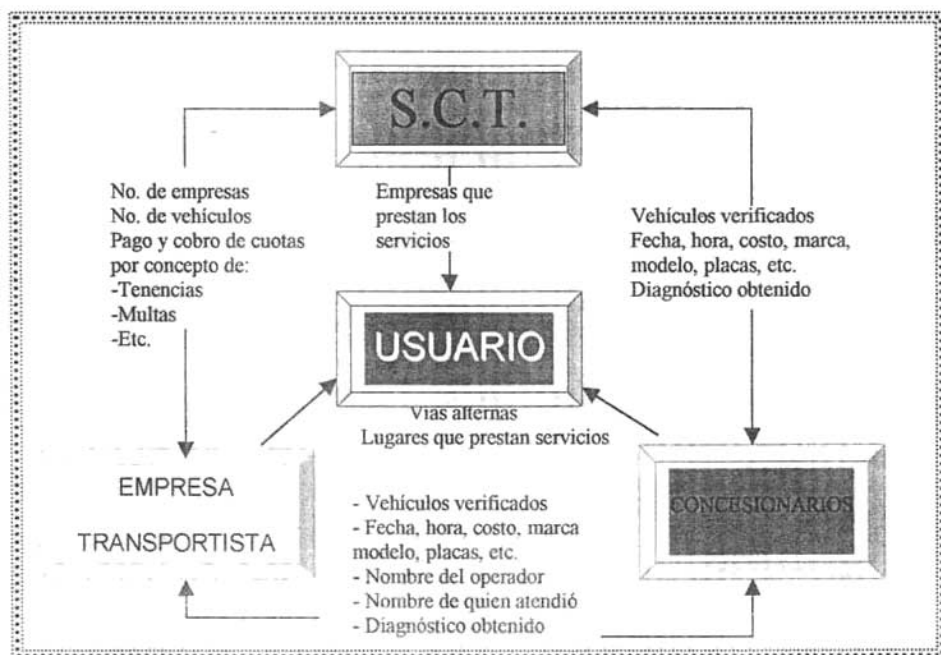 S.C.T.
No. de empresas
No. de vehículos
Pago y cobro de cuotas
por concepto de:
-Tenencias
-Multas
-Etc.
Empresas que
prestan los
servicios
Vehículos verificados
Fecha, hora, costo, marca,
modelo, placas, etc.
Diagnóstico obtenido
USUARIO
Vias alternas
Lugares que prestan servicios
EMPRESA
TRANSPORTISTA
- Vehículos verificados
- Fecha, hora, costo, marca
modelo, placas, etc.
- Nombre del operador
- Nombre de quien atendió
- Diagnóstico obtenido
CONCESIONARIOS